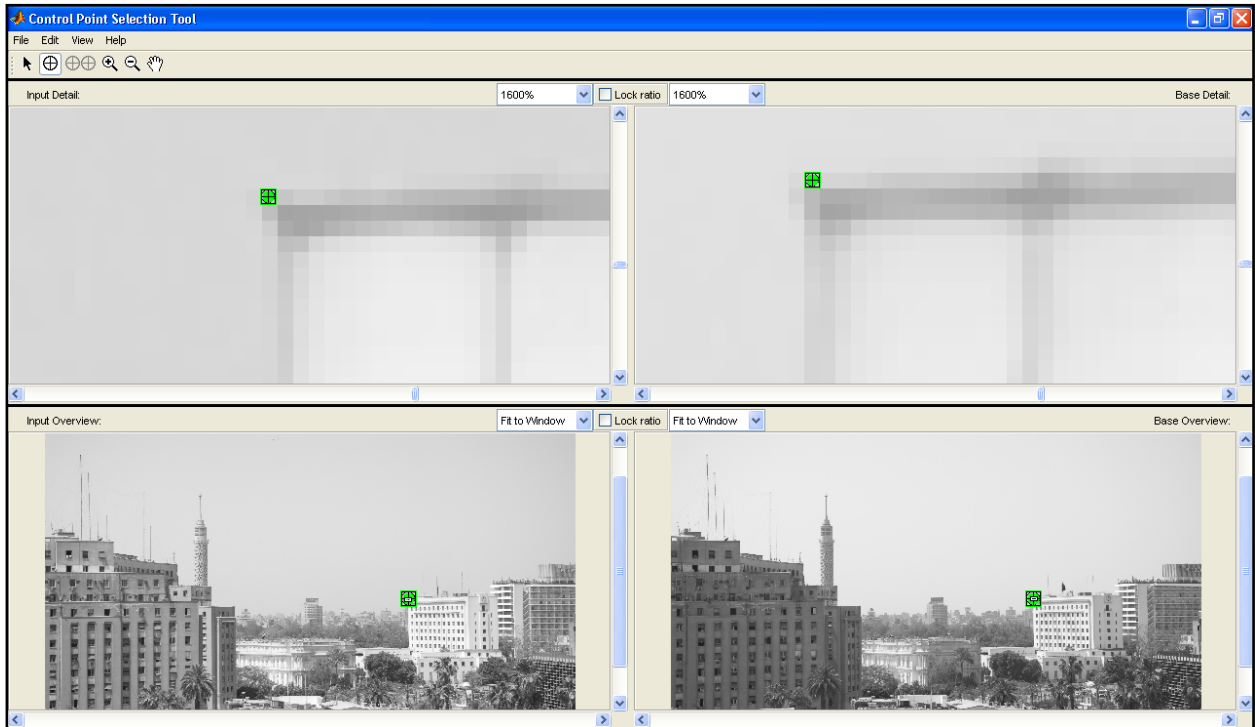 Control Point Selection Tool
File Edit View Help
Input Detail: 1600% Lock ratio 1600% Base Detail:
Input Overview: Fit to Window Lock ratio Fit to Window Base Overview: